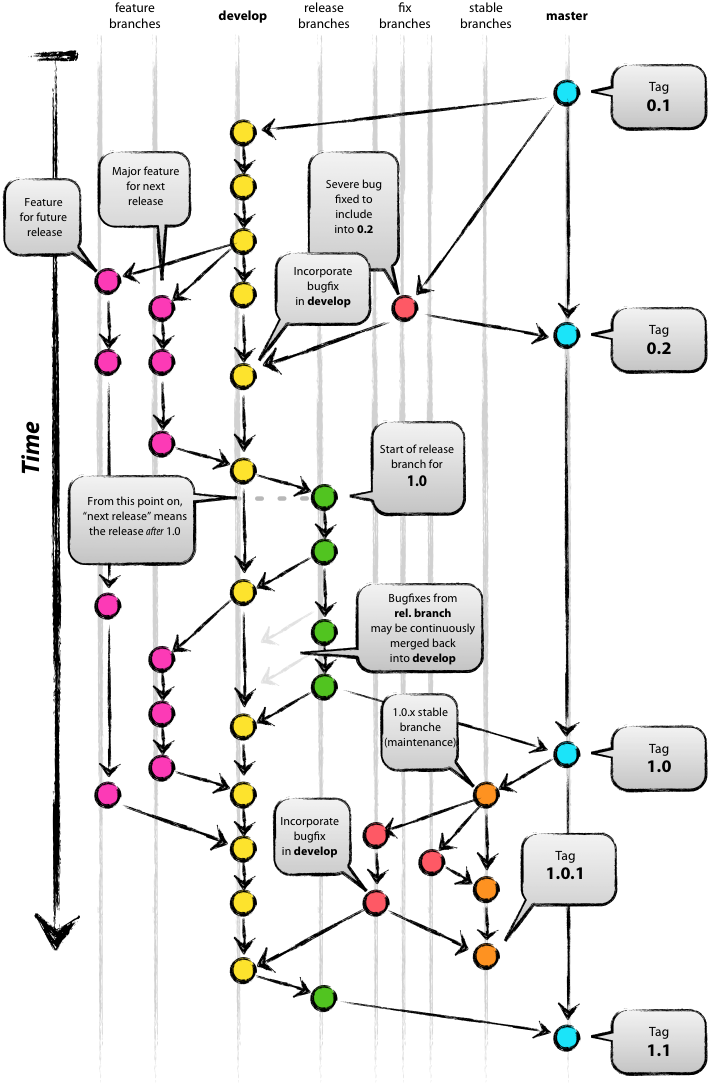 feature
branches
develop
release
branches
fix
branches
stable
branches
master
Tag
0.1
Major feature
for next
release
Severe bug
fixed to
include
into 0.2
Feature
for future
release
Incorporate
bugfix
in develop
Tag
0.2
Time
Start of release
branch for
1.0
From this point on,
“next release” means
the release after 1.0
Bugfixes from
rel. branch
may be continuously
merged back
into develop
1.0.x stable
branche
(maintenance)
Tag
1.0
Incorporate
bugfix
in develop
Tag
1.0.1
Tag
1.1